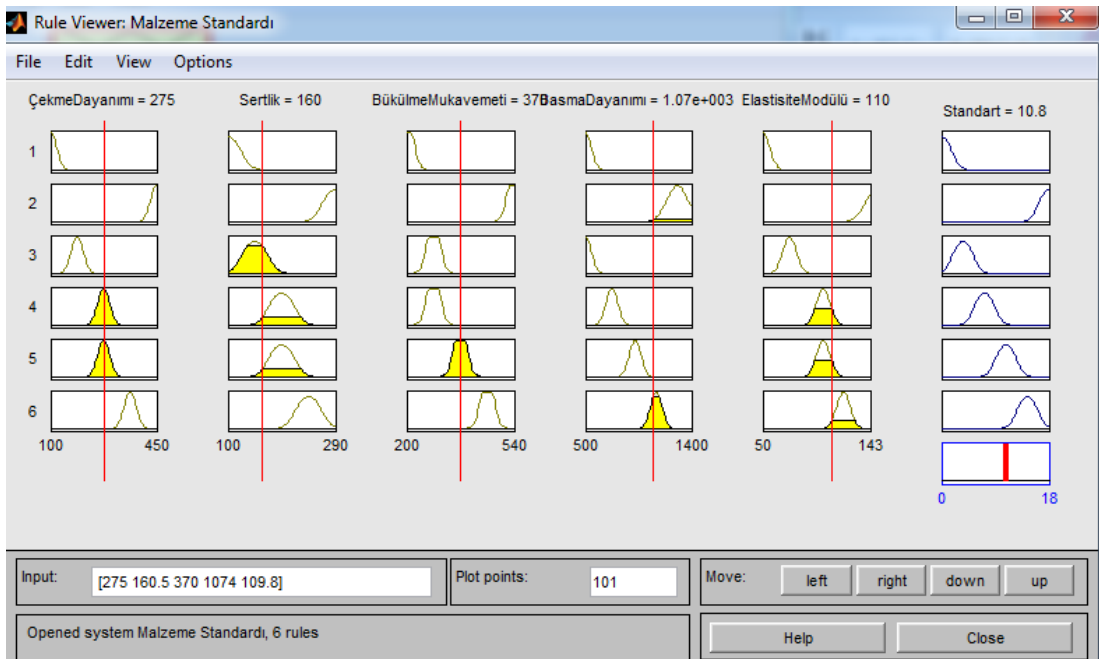 Rule Viewer: Malzeme Standardı
File Edit View Options
ÇekmeDayanımı = 275 Sertlik = 160 BükülmeMukavemeti = 370 BasmaDayanımı = 1.07e+003 ElastisiteModülü = 110 Standart = 10.8
1
2
3
4
5
6
100 450 100 290 200 540 500 1400 50 143
0 18
Input: [275 160.5 370 1074 109.8] Plot points: 101 Move: left right down up
Opened system Malzeme Standardı, 6 rules Help Close